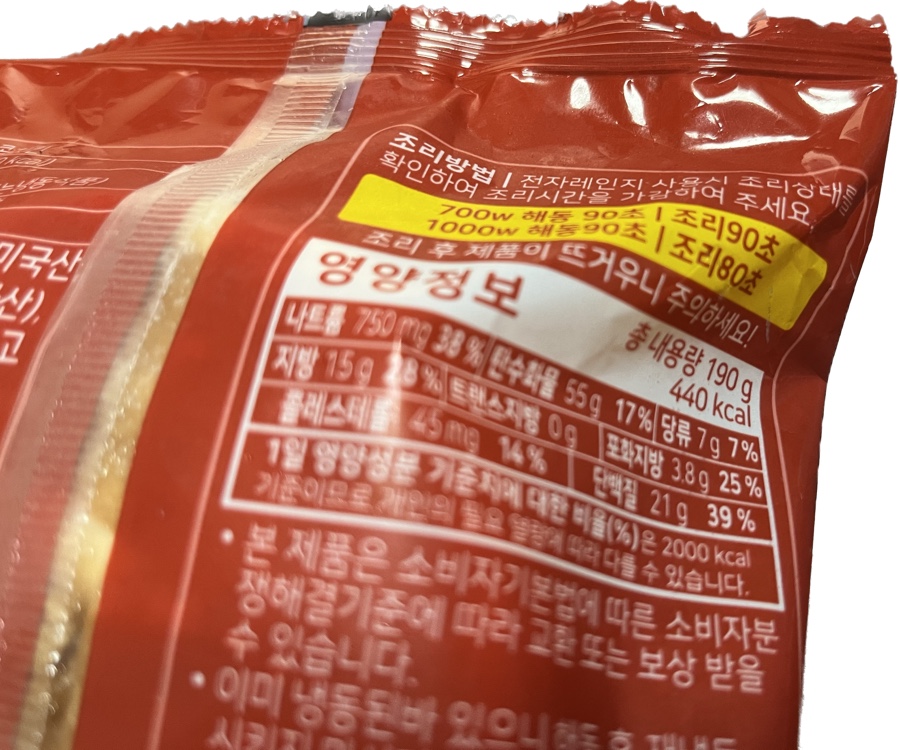 미국산
산),
고
조리방법 | 전자레인지 사용시 조리상태를
확인하여 조리시간을 가감하여 주세요.
700w 해동 90초 | 조리90초
1000w 해동90초 | 조리80초
조리 후 제품이 뜨거우니 주의하세요!
영양정보
총 내용량 190 g
440 kcal
나트륨 750 mg 38 % 탄수화물 55 g 17% 당류 7 g 7%
지방 15 g 28 % 트랜스지방 0 g 포화지방 3.8 g 25 %
콜레스테롤 45 mg 14 % 단백질 21 g 39 %
1일 영양성분 기준치에 대한 비율(%)은 2000 kcal
기준이므로 개인의 필요 열량에 따라 다를 수 있습니다.
• 본 제품은 소비자기본법에 따른 소비자분
쟁해결기준에 따라 교환 또는 보상 받을
수 있습니다.
• 이미 냉동된바 있으니 해동 후 재냉동